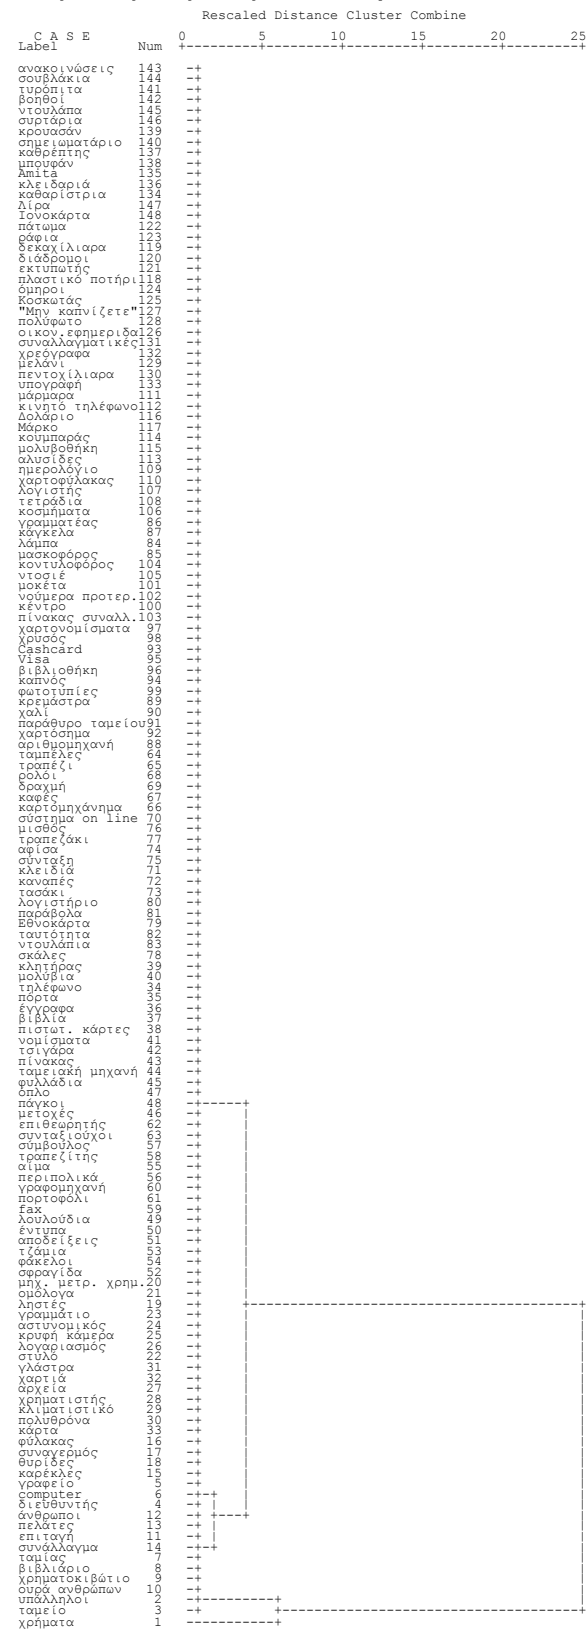 Rescaled Distance Cluster Combine
C A S E 0 5 10 15 20 25
Label Num
ανακοινώσεις 143
σουβλάκια 144
τυρόπιτα 141
βοηθοί 142
ντουλάπα 145
συρτάρια 146
κρουασάν 139
σημειωματάριο 140
καθρέπτης 137
μπουφάν 138
Amita 135
κλειδαριά 136
καθαρίστρια 134
Λίρα 147
Ιονοκάρτα 148
πάτωμα 122
ράφια 123
δεκαχίλιαρα 119
διάδρομοι 120
εκτυπωτής 121
πλαστικό ποτήρι118
όμηροι 124
Κοσκωτάς 125
"Μην καπνίζετε"127
πολύφωτο 128
οικον.εφημεριδα126
συναλλαγματικές131
χρεόγραφα 132
μελάνι 129
πεντοχίλιαρα 130
υπογραφή 133
μάρμαρα 111
κινητό τηλέφωνο112
Δολάριο 116
Μάρκο 117
κουμπαράς 114
μολυβοθήκη 115
αλυσίδες 113
ημερολόγιο 109
χαρτοφύλακας 110
λογιστής 107
τετράδια 108
κοσμήματα 106
γραμματέας 86
κάγκελα 87
λάμπα 84
μασκοφόρος 85
κοντυλοφόρος 104
ντοσιέ 105
μοκέτα 101
νούμερα προτερ.102
κέντρο 100
πίνακας συναλλ.103
χαρτονομίσματα 97
χρυσός 98
Cashcard 93
Visa 95
βιβλιοθήκη 96
καπνός 94
φωτοτυπίες 99
κρεμάστρα 89
χαλί 90
παράθυρο ταμείου91
χαρτόσημα 92
αριθμομηχανή 88
ταμπέλες 64
τραπέζι 65
ρολόι 68
δραχμή 69
καφές 67
καρτομηχάνημα 66
σύστημα on line 70
μισθός 76
τραπεζάκι 77
αφίσα 74
σύνταξη 75
κλειδιά 71
καναπές 72
τασάκι 73
λογιστήριο 80
παράβολα 81
Εθνοκάρτα 79
ταυτότητα 82
ντουλάπια 83
σκάλες 78
κλητήρας 39
μολύβια 40
τηλέφωνο 34
πόρτα 35
έγγραφα 36
βιβλία 37
πιστωτ. κάρτες 38
νομίσματα 41
τσιγάρα 42
πίνακας 43
ταμειακή μηχανή 44
φυλλάδια 45
όπλο 47
πάγκοι 48
μετοχές 46
επιθεωρητής 62
συνταξιούχοι 63
σύμβουλος 57
τραπεζίτης 58
αίμα 55
περιπολικά 56
γραφομηχανή 60
πορτοφόλι 61
fax 59
λουλούδια 49
έντυπα 50
αποδείξεις 51
τζάμια 53
φάκελοι 54
σφραγίδα 52
μηχ. μετρ. χρημ.20
ομόλογα 21
ληστές 19
γραμμάτιο 23
αστυνομικός 24
κρυφή κάμερα 25
λογαριασμός 26
στυλό 22
γλάστρα 31
χαρτιά 32
αρχεία 27
χρηματιστής 28
κλιματιστικό 29
πολυθρόνα 30
κάρτα 33
φύλακας 16
συναγερμός 17
θυρίδες 18
καρέκλες 15
γραφείο 5
computer 6
διευθυντής 4
άνθρωποι 12
πελάτες 13
επιταγή 11
συνάλλαγμα 14
ταμίας 7
βιβλιάριο 8
χρηματοκιβώτιο 9
ουρά ανθρώπων 10
υπάλληλοι 2
ταμείο 3
χρήματα 1